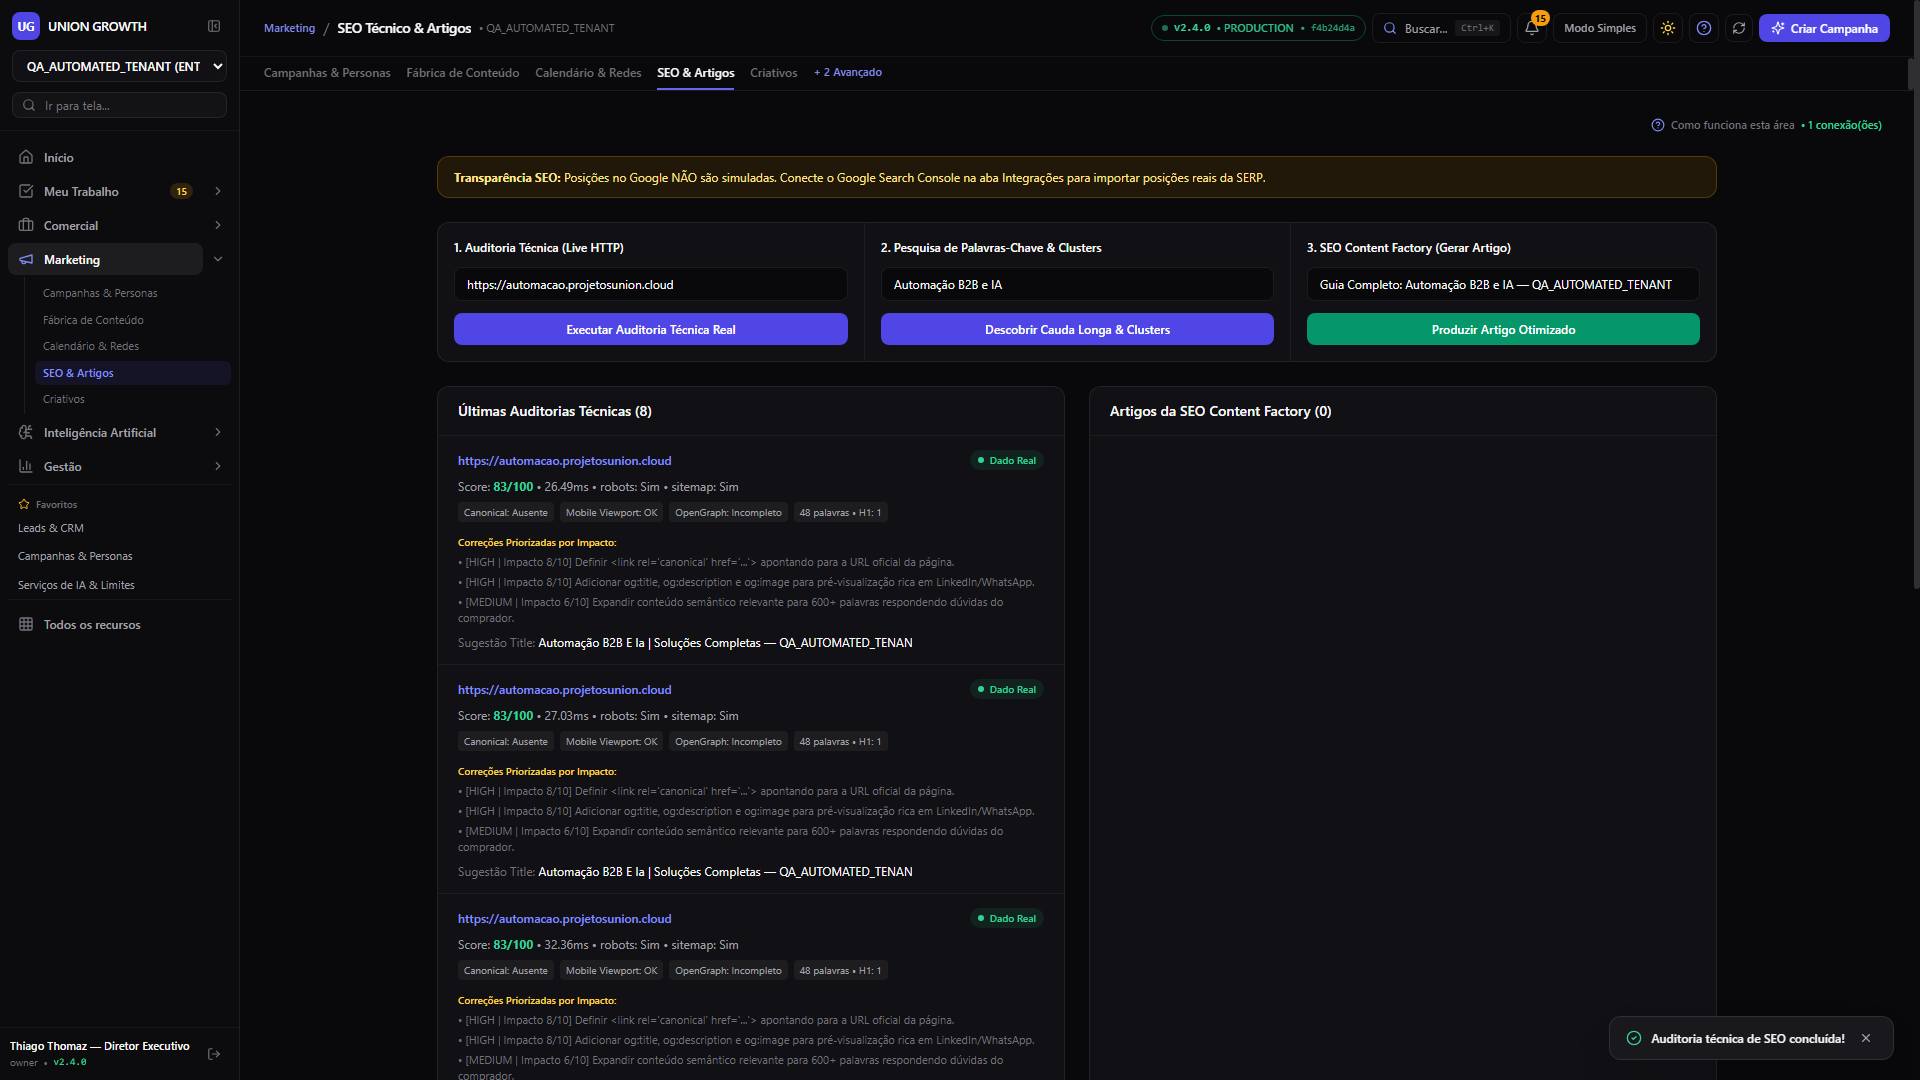 UG UNION GROWTH
QA_AUTOMATED_TENANT (ENT
Ir para tela...
Início
Meu Trabalho 15
Comercial
Marketing
Campanhas & Personas
Fábrica de Conteúdo
Calendário & Redes
SEO & Artigos
Criativos
Inteligência Artificial
Gestão
Favoritos
Leads & CRM
Campanhas & Personas
Serviços de IA & Limites
Todos os recursos
Thiago Thomaz — Diretor Executivo
owner • v2.4.0
Marketing / SEO Técnico & Artigos • QA_AUTOMATED_TENANT
v2.4.0 • PRODUCTION • f4b24d4a
Buscar... Ctrl+K
15
Modo Simples
Criar Campanha
Campanhas & Personas Fábrica de Conteúdo Calendário & Redes SEO & Artigos Criativos + 2 Avançado
Como funciona esta área • 1 conexão(ões)
Transparência SEO: Posições no Google NÃO são simuladas. Conecte o Google Search Console na aba Integrações para importar posições reais da SERP.
1. Auditoria Técnica (Live HTTP)
https://automacao.projetosunion.cloud
Executar Auditoria Técnica Real
2. Pesquisa de Palavras-Chave & Clusters
Automação B2B e IA
Descobrir Cauda Longa & Clusters
3. SEO Content Factory (Gerar Artigo)
Guia Completo: Automação B2B e IA — QA_AUTOMATED_TENANT
Produzir Artigo Otimizado
Últimas Auditorias Técnicas (8)
https://automacao.projetosunion.cloud Dado Real
Score: 83/100 • 26.49ms • robots: Sim • sitemap: Sim
Canonical: Ausente Mobile Viewport: OK OpenGraph: Incompleto 48 palavras • H1: 1
Correções Priorizadas por Impacto:
• [HIGH | Impacto 8/10] Definir <link rel='canonical' href='...'> apontando para a URL oficial da página.
• [HIGH | Impacto 8/10] Adicionar og:title, og:description e og:image para pré-visualização rica em LinkedIn/WhatsApp.
• [MEDIUM | Impacto 6/10] Expandir conteúdo semântico relevante para 600+ palavras respondendo dúvidas do
comprador.
Sugestão Title: Automação B2B E Ia | Soluções Completas — QA_AUTOMATED_TENAN
https://automacao.projetosunion.cloud Dado Real
Score: 83/100 • 27.03ms • robots: Sim • sitemap: Sim
Canonical: Ausente Mobile Viewport: OK OpenGraph: Incompleto 48 palavras • H1: 1
Correções Priorizadas por Impacto:
• [HIGH | Impacto 8/10] Definir <link rel='canonical' href='...'> apontando para a URL oficial da página.
• [HIGH | Impacto 8/10] Adicionar og:title, og:description e og:image para pré-visualização rica em LinkedIn/WhatsApp.
• [MEDIUM | Impacto 6/10] Expandir conteúdo semântico relevante para 600+ palavras respondendo dúvidas do
comprador.
Sugestão Title: Automação B2B E Ia | Soluções Completas — QA_AUTOMATED_TENAN
https://automacao.projetosunion.cloud Dado Real
Score: 83/100 • 32.36ms • robots: Sim • sitemap: Sim
Canonical: Ausente Mobile Viewport: OK OpenGraph: Incompleto 48 palavras • H1: 1
Correções Priorizadas por Impacto:
• [HIGH | Impacto 8/10] Definir <link rel='canonical' href='...'> apontando para a URL oficial da página.
• [HIGH | Impacto 8/10] Adicionar og:title, og:description e og:image para pré-visualização rica em LinkedIn/WhatsApp.
• [MEDIUM | Impacto 6/10] Expandir conteúdo semântico relevante para 600+ palavras respondendo dúvidas do
comprador.
Artigos da SEO Content Factory (0)
Auditoria técnica de SEO concluída!